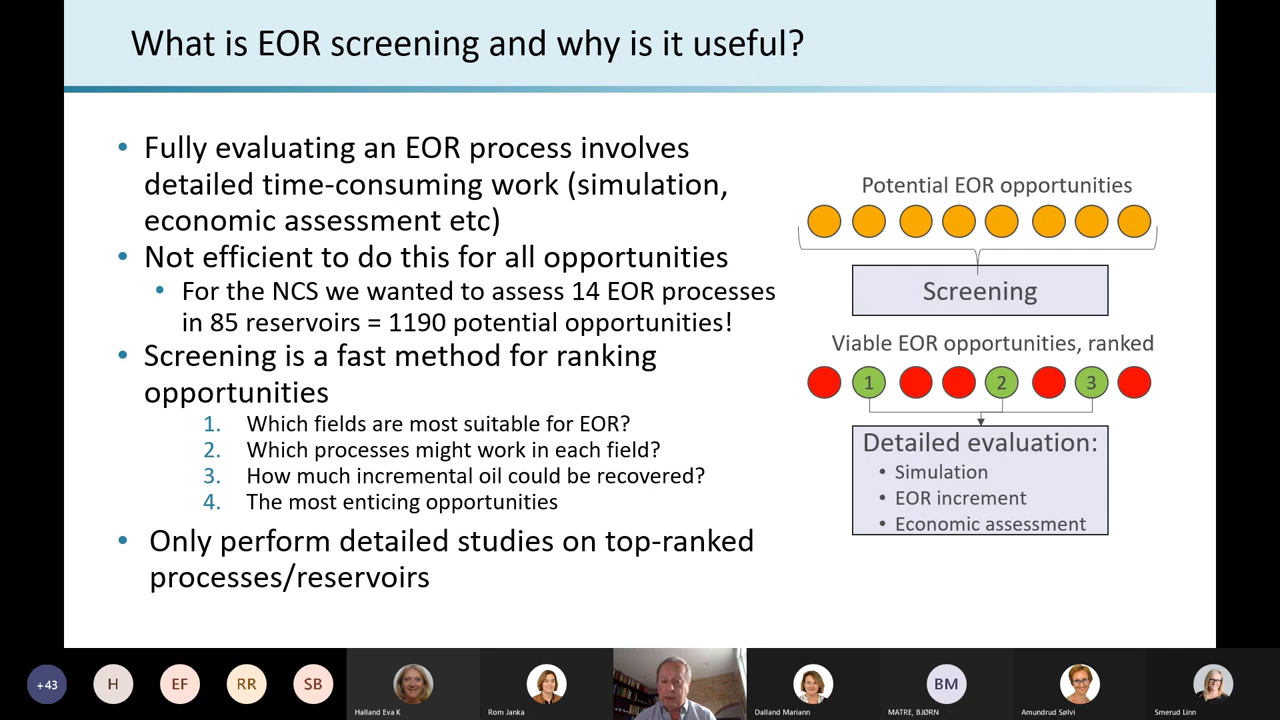 What is EOR screening and why is it useful?
• Fully evaluating an EOR process involves
detailed time-consuming work (simulation,
economic assessment etc)
• Not efficient to do this for all opportunities
• For the NCS we wanted to assess 14 EOR processes
in 85 reservoirs = 1190 potential opportunities!
• Screening is a fast method for ranking
opportunities
1. Which fields are most suitable for EOR?
2. Which processes might work in each field?
3. How much incremental oil could be recovered?
4. The most enticing opportunities
• Only perform detailed studies on top-ranked
processes/reservoirs
Potential EOR opportunities
Screening
Viable EOR opportunities, ranked
1 2 3
Detailed evaluation:
• Simulation
• EOR increment
• Economic assessment
+43 H EF RR SB BM
Halland Eva K
Rom Janka
Dalland Mariann
MATRE, BJØRN
Amundrud Sølvi
Smerud Linn